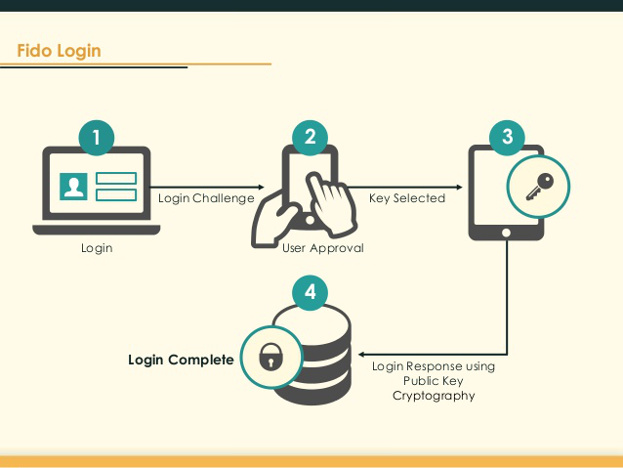 Fido Login
1
2
3
Login Challenge
Key Selected
Login
User Approval
4
Login Complete
Login Response using
Public Key
Cryptography